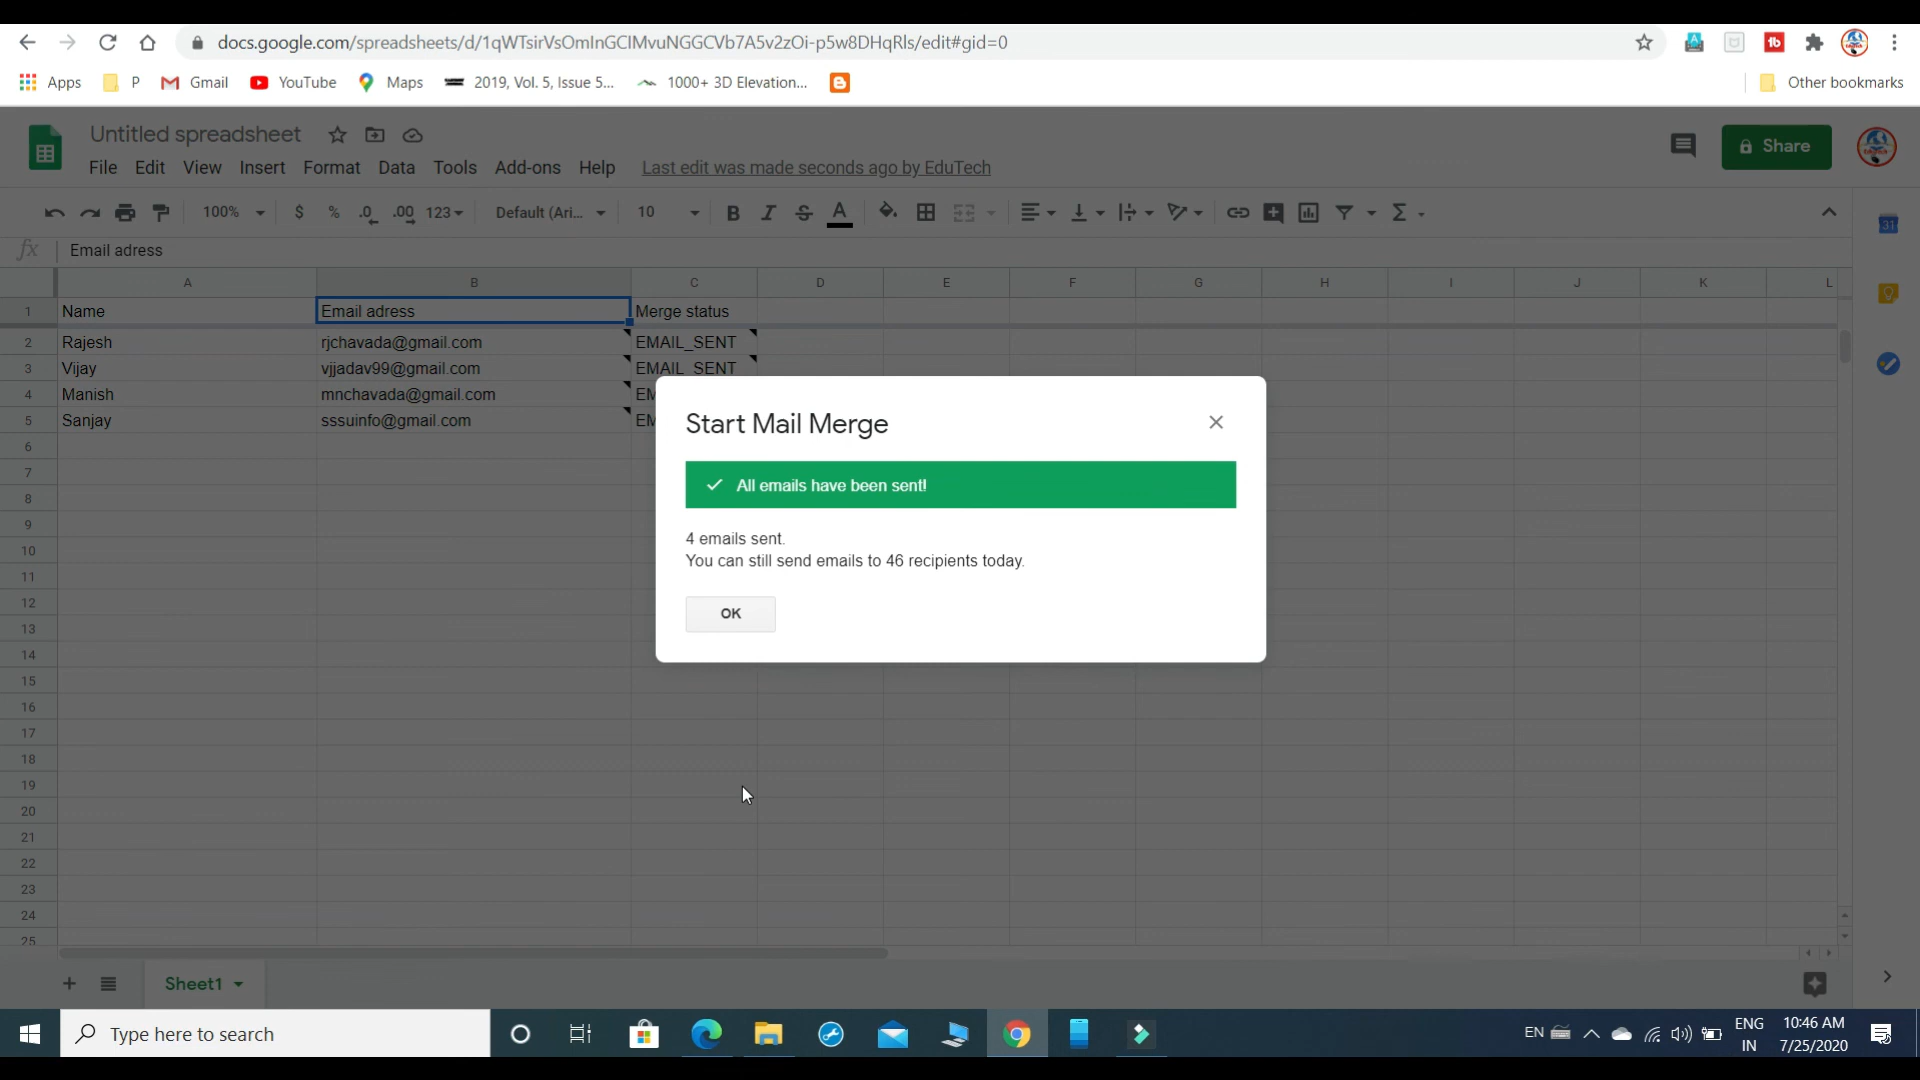 docs.google.com/spreadsheets/d/1qWTsirVsOmInGCIMvuNGGCVb7A5v2zOi-p5w8DHqRls/edit#gid=0
Apps P Gmail YouTube Maps 2019, Vol. 5, Issue 5... 1000+ 3D Elevation... Other bookmarks
Untitled spreadsheet
Share
File Edit View Insert Format Data Tools Add-ons Help Last edit was made seconds ago by EduTech
100% $ % .0 .00 123 Default (Ari... 10 B I S A
fx Email adress
A B C D E F G H I J K L
1 Name Email adress Merge status
2 Rajesh rjchavada@gmail.com EMAIL_SENT
3 Vijay vjjadav99@gmail.com EMAIL_SENT
4 Manish mnchavada@gmail.com EM
5 Sanjay sssuinfo@gmail.com EM
Start Mail Merge
All emails have been sent!
4 emails sent.
You can still send emails to 46 recipients today.
OK
6
7
8
9
10
11
12
13
14
15
16
17
18
19
20
21
22
23
24
25
Sheet1
Type here to search
EN
ENG
IN
10:46 AM
7/25/2020